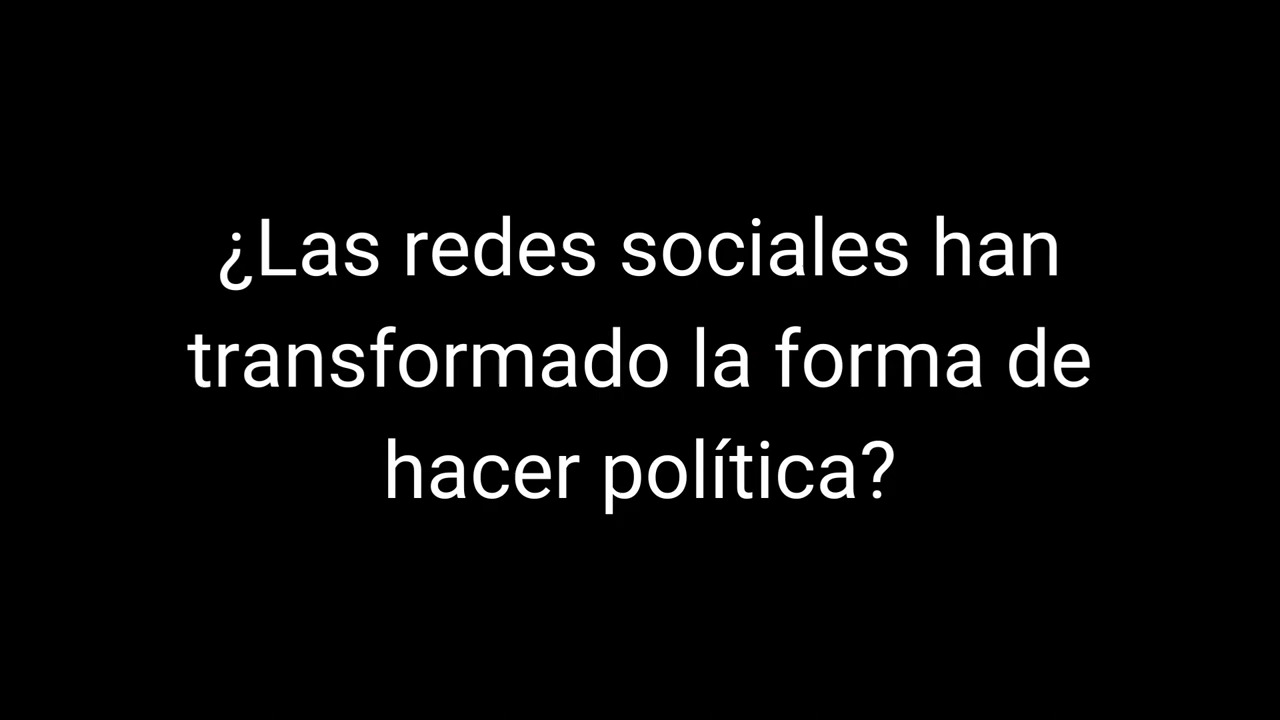 ¿Las redes sociales han
transformado la forma de
hacer política?